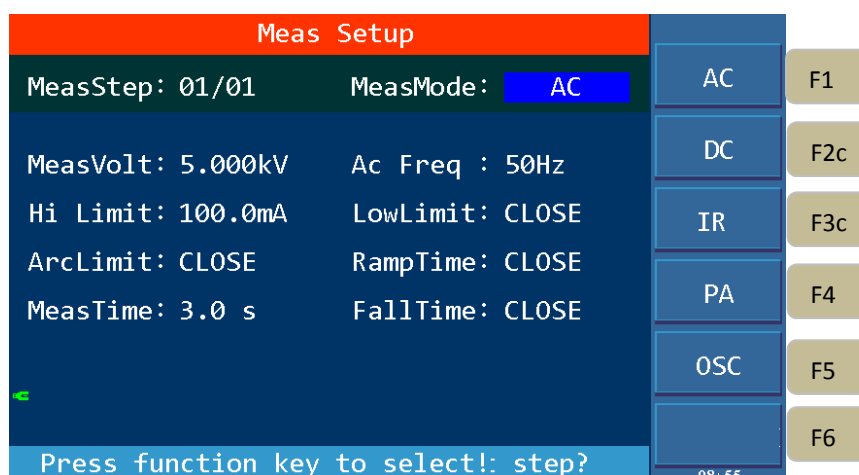 Meas Setup
MeasStep: 01/01 MeasMode: AC
MeasVolt: 5.000kV Ac Freq : 50Hz
Hi Limit: 100.0mA LowLimit: CLOSE
ArcLimit: CLOSE RampTime: CLOSE
MeasTime: 3.0 s FallTime: CLOSE
Press function key to select!: step?
AC F1
DC F2c
IR F3c
PA F4
OSC F5
F6